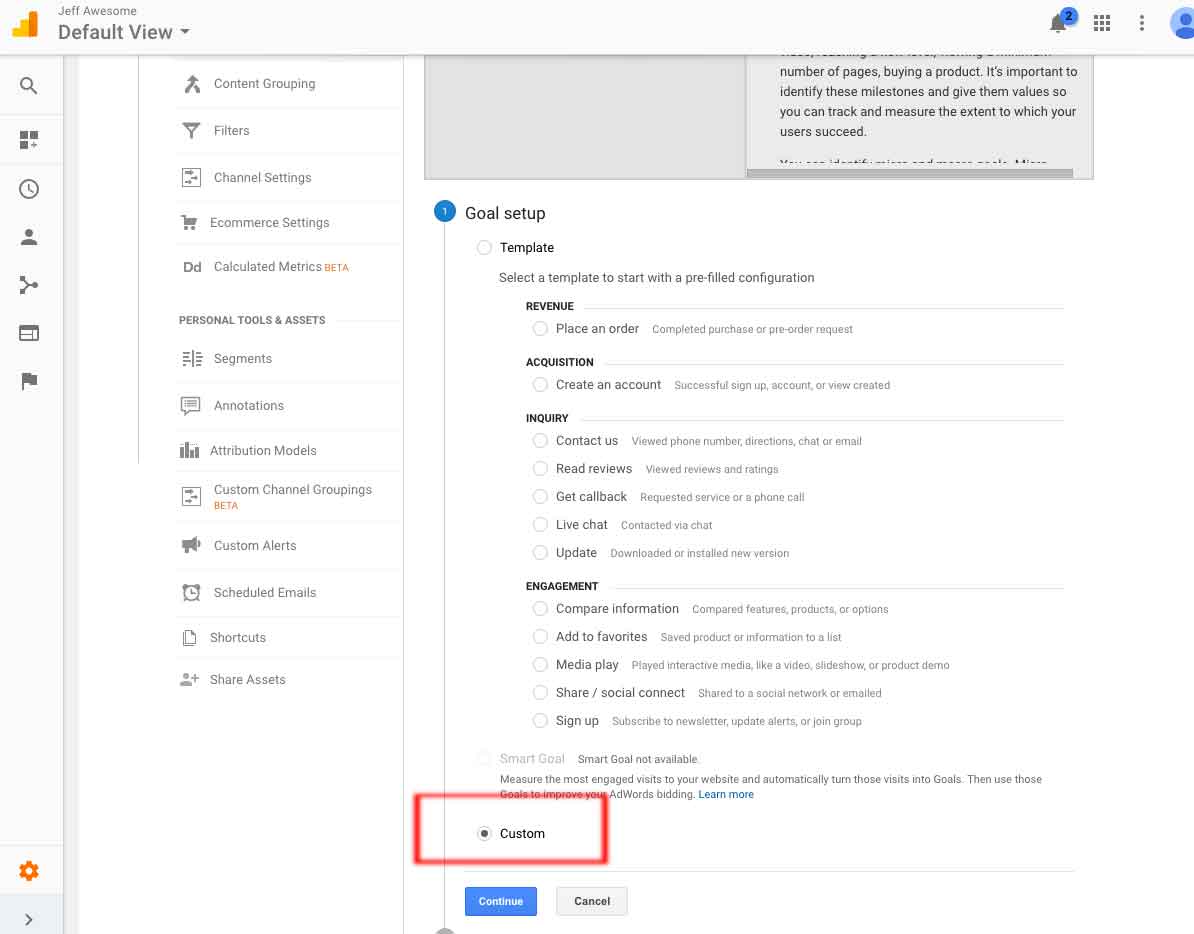 Jeff Awesome
Default View
2
Content Grouping
Filters
Channel Settings
Ecommerce Settings
Dd Calculated Metrics BETA
PERSONAL TOOLS & ASSETS
Segments
Annotations
Attribution Models
Custom Channel Groupings
BETA
Custom Alerts
Scheduled Emails
Shortcuts
Share Assets
number of pages, buying a product. It's important to
identify these milestones and give them values so
you can track and measure the extent to which your
users succeed.
1 Goal setup
Template
Select a template to start with a pre-filled configuration
REVENUE
Place an order Completed purchase or pre-order request
ACQUISITION
Create an account Successful sign up, account, or view created
INQUIRY
Contact us Viewed phone number, directions, chat or email
Read reviews Viewed reviews and ratings
Get callback Requested service or a phone call
Live chat Contacted via chat
Update Downloaded or installed new version
ENGAGEMENT
Compare information Compared features, products, or options
Add to favorites Saved product or information to a list
Media play Played interactive media, like a video, slideshow, or product demo
Share / social connect Shared to a social network or emailed
Sign up Subscribe to newsletter, update alerts, or join group
Smart Goal Smart Goal not available.
Measure the most engaged visits to your website and automatically turn those visits into Goals. Then use those
Goals to improve your AdWords bidding. Learn more
Custom
Continue
Cancel